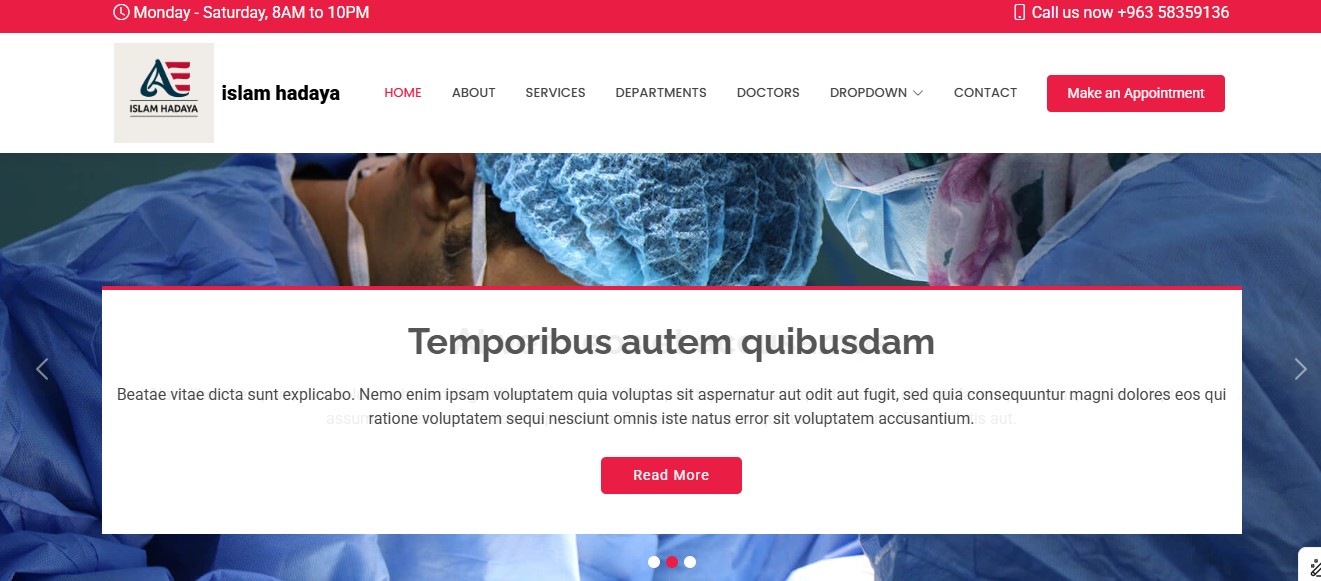 Monday - Saturday, 8AM to 10PM
Call us now +963 58359136
AE
ISLAM HADAYA
islam hadaya
HOME
ABOUT
SERVICES
DEPARTMENTS
DOCTORS
DROPDOWN
CONTACT
Make an Appointment
Temporibus autem quibusdam
Beatae vitae dicta sunt explicabo. Nemo enim ipsam voluptatem quia voluptas sit aspernatur aut odit aut fugit, sed quia consequuntur magni dolores eos qui
ratione voluptatem sequi nesciunt omnis iste natus error sit voluptatem accusantium.
Read More